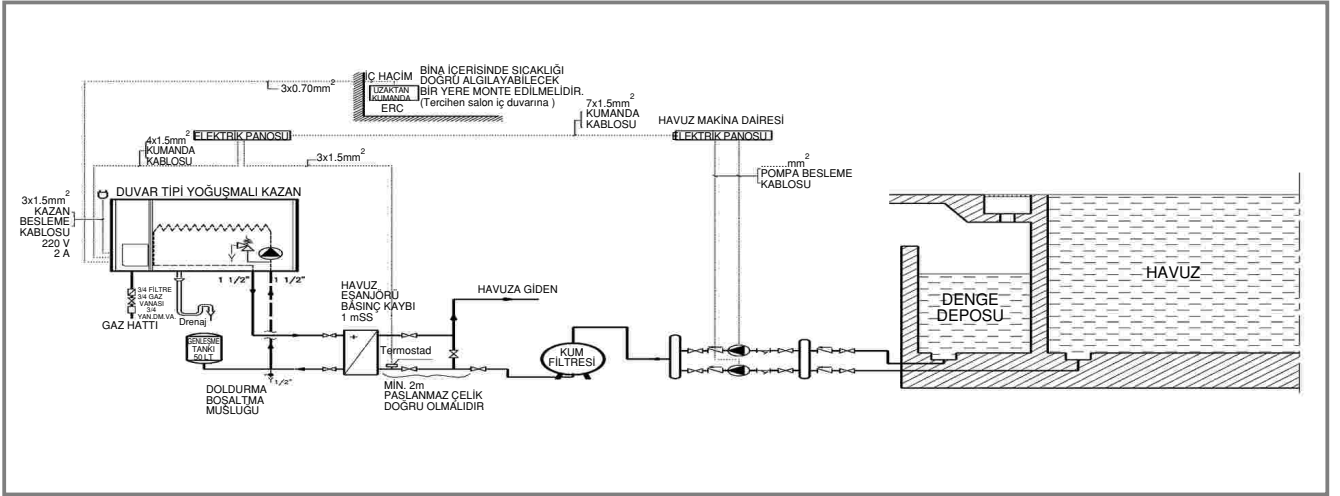 3x0.70mm²
İÇ HACİM
UZAKTAN
KUMANDA
ERC
BİNA İÇERİSİNDE SICAKLIĞI
DOĞRU ALGILAYABİLECEK
BİR YERE MONTE EDİLMELİDİR.
(Tercihen salon iç duvarına )
7x1.5mm²
KUMANDA
KABLOSU
HAVUZ MAKİNA DAİRESİ
ELEKTRİK PANOSU
4x1.5mm²
KUMANDA
KABLOSU
ELEKTRİK PANOSU
3x1.5mm²
........mm²
POMPA BESLEME
KABLOSU
3x1.5mm²
KAZAN
BESLEME
KABLOSU
220 V
2 A
DUVAR TİPİ YOĞUŞMALI KAZAN
1 1/2"
1 1/2"
3/4 FİLTRE
3/4 GAZ
VANASI
3/4
YAN.DM.VA.
GAZ HATTI
Drenaj
GENLEŞME
TANKI
50 LT
DOLDURMA
BOŞALTMA
MUSLUĞU
1/2"
HAVUZ
EŞANJÖRÜ
BASINÇ KAYBI
1 mSS
HAVUZA GİDEN
Termostad
MİN. 2m
PASLANMAZ ÇELİK
DOĞRU OLMALIDIR
KUM
FİLTRESİ
DENGE
DEPOSU
HAVUZ